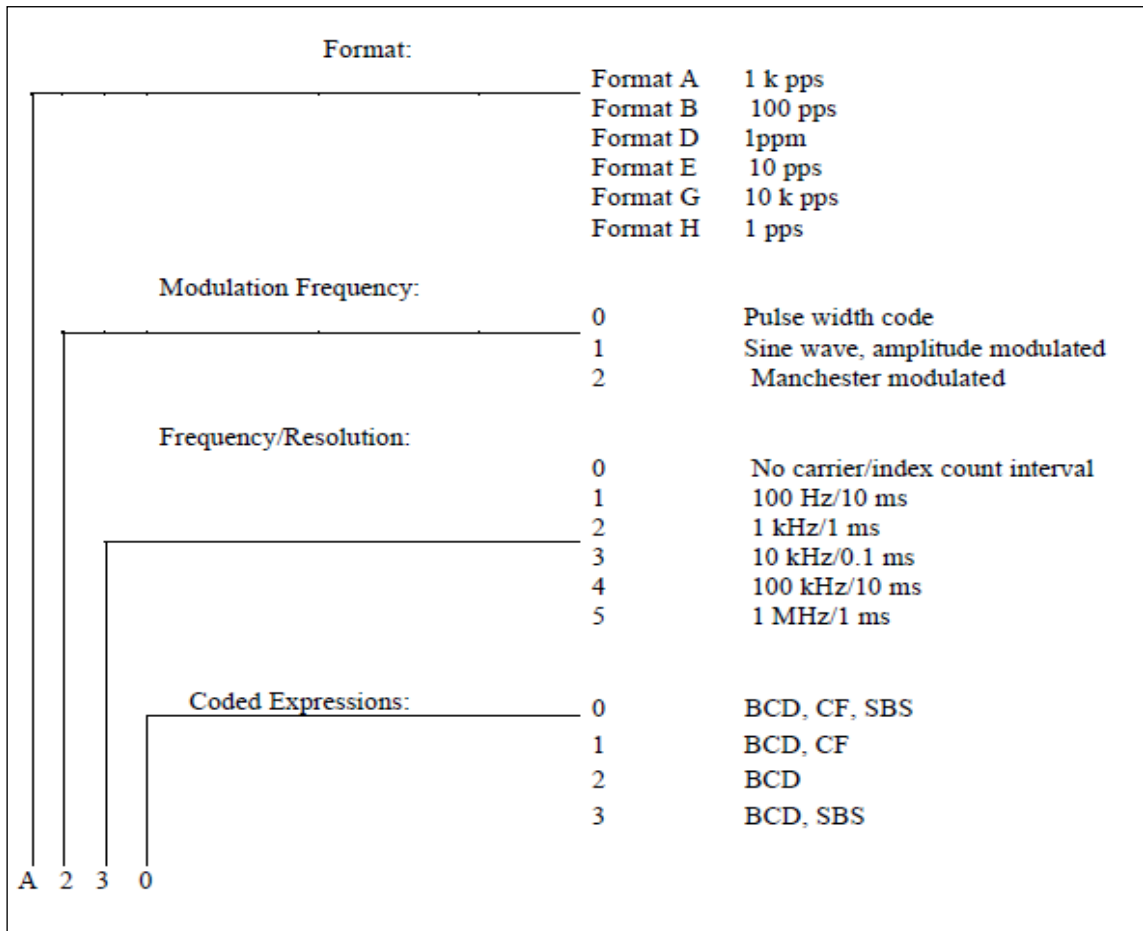 Format:
Format A 1 k pps
Format B 100 pps
Format D 1ppm
Format E 10 pps
Format G 10 k pps
Format H 1 pps
Modulation Frequency:
0 Pulse width code
1 Sine wave, amplitude modulated
2 Manchester modulated
Frequency/Resolution:
0 No carrier/index count interval
1 100 Hz/10 ms
2 1 kHz/1 ms
3 10 kHz/0.1 ms
4 100 kHz/10 ms
5 1 MHz/1 ms
Coded Expressions:
0 BCD, CF, SBS
1 BCD, CF
2 BCD
3 BCD, SBS
A 2 3 0